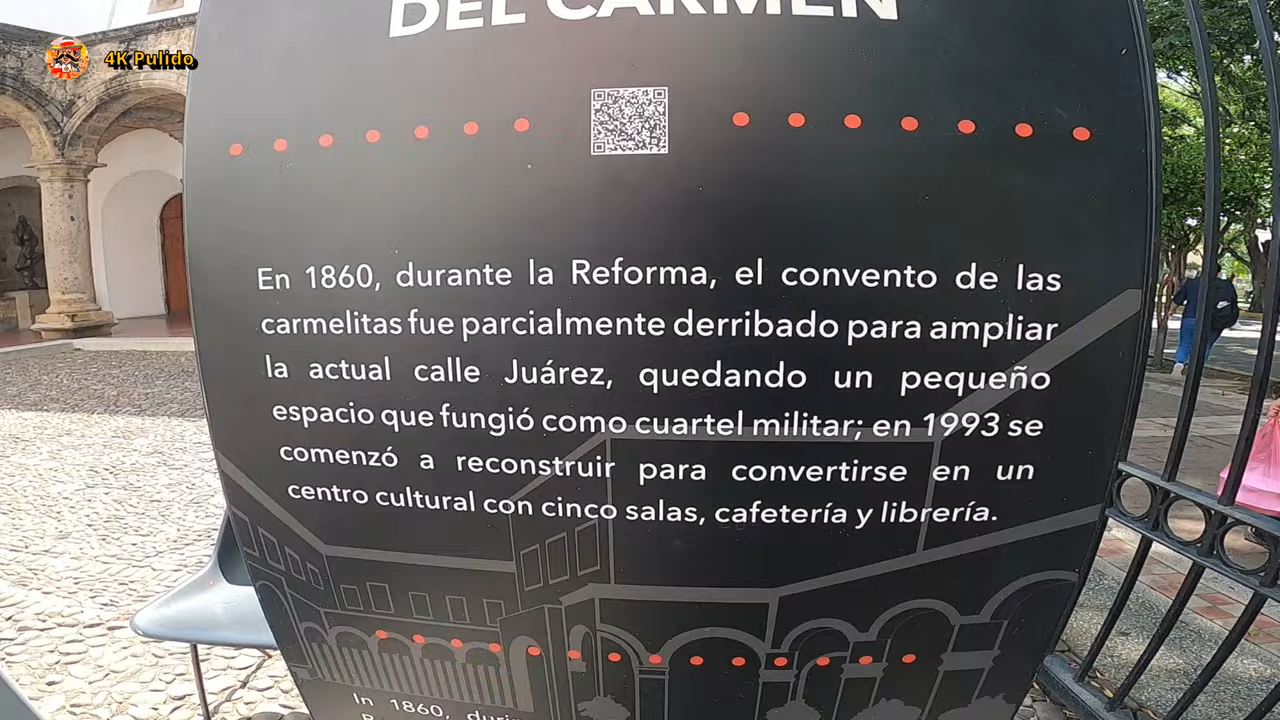 4K Pulido
DEL CARMEN
En 1860, durante la Reforma, el convento de las
carmelitas fue parcialmente derribado para ampliar
la actual calle Juárez, quedando un pequeño
espacio que fungió como cuartel militar; en 1993 se
comenzó a reconstruir para convertirse en un
centro cultural con cinco salas, cafetería y librería.
In 1860,